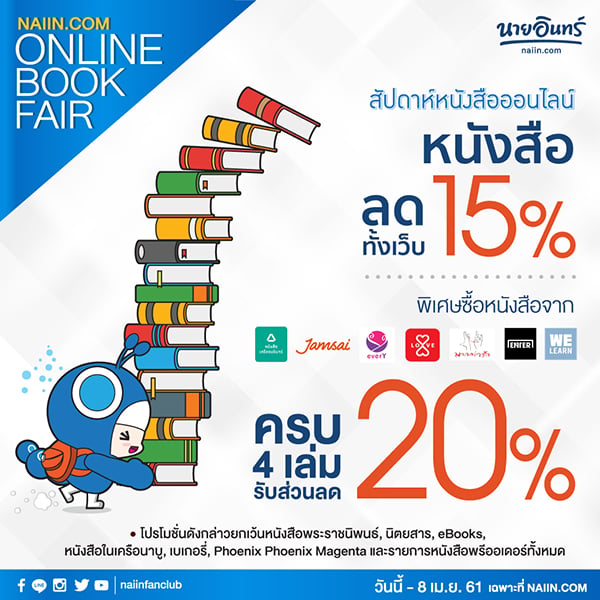 NAIIN.COM
ONLINE
BOOK
FAIR
นายอินทร์
naiin.com
สัปดาห์หนังสือออนไลน์
หนังสือ
ลด
ทั้งเว็บ
15%
พิเศษซื้อหนังสือจาก
Jamsai
everY
LOVE
ENTER
WE
LEARN
ครบ
4 เล่ม
รับส่วนลด
20%
• โปรโมชั่นดังกล่าวยกเว้นหนังสือพระราชนิพนธ์, นิตยสาร, eBooks,
หนังสือในเครือนาบู, เบเกอรี่, Phoenix Phoenix Magenta และรายการหนังสือพรีออเดอร์ทั้งหมด
naiinfanclub
วันนี้ - 8 เม.ย. 61 เฉพาะที่ NAIIN.COM